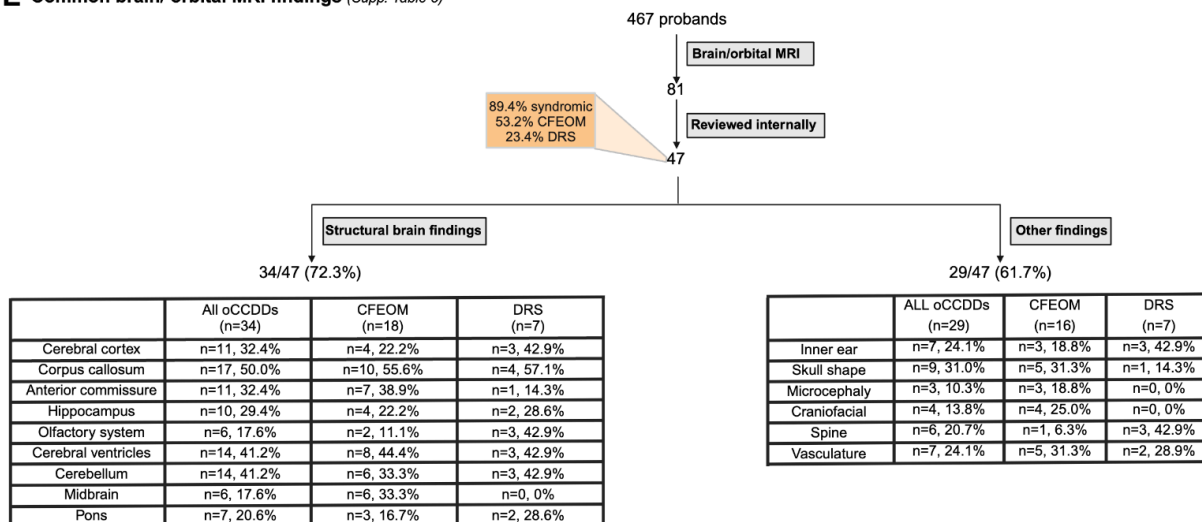 E Common brain/ orbital MRI findings
467 probands
Brain/orbital MRI
81
89.4% syndromic
53.2% CFEOM
23.4% DRS
Reviewed internally
47
Structural brain findings
Other findings
34/47 (72.3%)
29/47 (61.7%)
All oCCDDs (n=34) CFEOM (n=18) DRS (n=7)
Cerebral cortex n=11, 32.4% n=4, 22.2% n=3, 42.9%
Corpus callosum n=17, 50.0% n=10, 55.6% n=4, 57.1%
Anterior commissure n=11, 32.4% n=7, 38.9% n=1, 14.3%
Hippocampus n=10, 29.4% n=4, 22.2% n=2, 28.6%
Olfactory system n=6, 17.6% n=2, 11.1% n=3, 42.9%
Cerebral ventricles n=14, 41.2% n=8, 44.4% n=3, 42.9%
Cerebellum n=14, 41.2% n=6, 33.3% n=3, 42.9%
Midbrain n=6, 17.6% n=6, 33.3% n=0, 0%
Pons n=7, 20.6% n=3, 16.7% n=2, 28.6%
ALL oCCDDs (n=29) CFEOM (n=16) DRS (n=7)
Inner ear n=7, 24.1% n=3, 18.8% n=3, 42.9%
Skull shape n=9, 31.0% n=5, 31.3% n=1, 14.3%
Microcephaly n=3, 10.3% n=3, 18.8% n=0, 0%
Craniofacial n=4, 13.8% n=4, 25.0% n=0, 0%
Spine n=6, 20.7% n=1, 6.3% n=3, 42.9%
Vasculature n=7, 24.1% n=5, 31.3% n=2, 28.9%